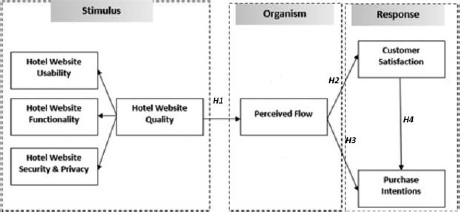 Stimulus
Organism
Response
Hotel Website
Usability
Hotel Website
Functionality
Hotel Website
Security & Privacy
Hotel Website
Quality
H1
Perceived Flow
H2
H3
Customer
Satisfaction
H4
Purchase
Intentions